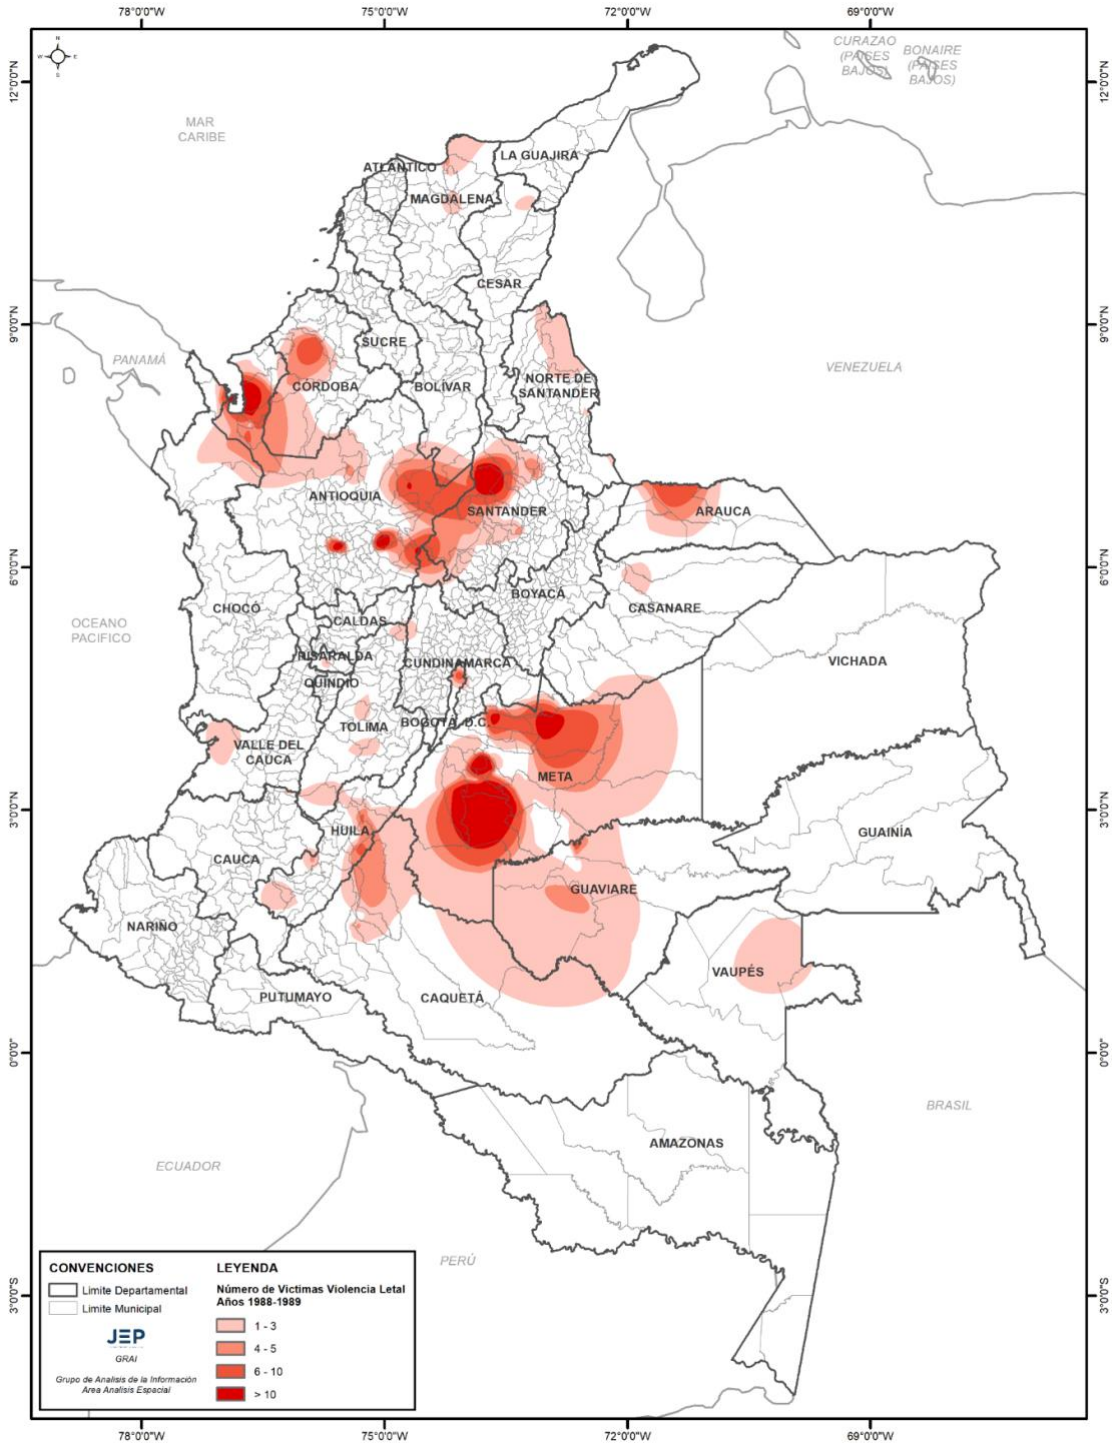 78°0'0"W
75°0'0"W
72°0'0"W
69°0'0"W
N
W
E
S
12°0'0"N
12°0'0"N
CURAZAO
(PAISES
BAJOS)
BONAIRE
(PAISES
BAJOS)
MAR
CARIBE
LA GUAJIRA
ATLÁNTICO
MAGDALENA
CESAR
9°0'0"N
9°0'0"N
SUCRE
PANAMÁ
VENEZUELA
CÓRDOBA
BOLÍVAR
NORTE DE
SANTANDER
ANTIOQUIA
SANTANDER
ARAUCA
6°0'0"N
6°0'0"N
BOYACÁ
CHOCÓ
CASANARE
OCEANO
PACIFICO
CALDAS
RISARALDA
CUNDINAMARCA
VICHADA
QUINDIO
TOLIMA
BOGOTÁ, D.C.
VALLE DEL
CAUCA
META
3°0'0"N
3°0'0"N
HUILA
GUAINÍA
CAUCA
GUAVIARE
NARIÑO
VAUPÉS
PUTUMAYO
CAQUETÁ
0°0'0"
0°0'0"
BRASIL
AMAZONAS
ECUADOR
PERÚ
3°0'0"S
3°0'0"S
CONVENCIONES
Limite Departamental
Limite Municipal
JEP
GRAI
Grupo de Analisis de la Información
Area Analisis Espacial
LEYENDA
Número de Victimas Violencia Letal
Años 1988-1989
1 - 3
4 - 5
6 - 10
> 10
78°0'0"W
75°0'0"W
72°0'0"W
69°0'0"W